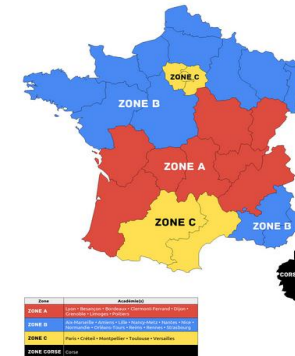 ZONE C
ZONE B
ZONE A
ZONE C
ZONE B
CORSE
Zone Académie(s)
ZONE A Lyon • Besançon • Bordeaux • Clermont-Ferrand • Dijon •
Grenoble • Limoges • Poitiers
ZONE B Aix-Marseille • Amiens • Lille • Nancy-Metz • Nantes • Nice •
Normandie • Orléans-Tours • Reims • Rennes • Strasbourg
ZONE C Paris • Créteil • Montpellier • Toulouse • Versailles
ZONE CORSE Corse